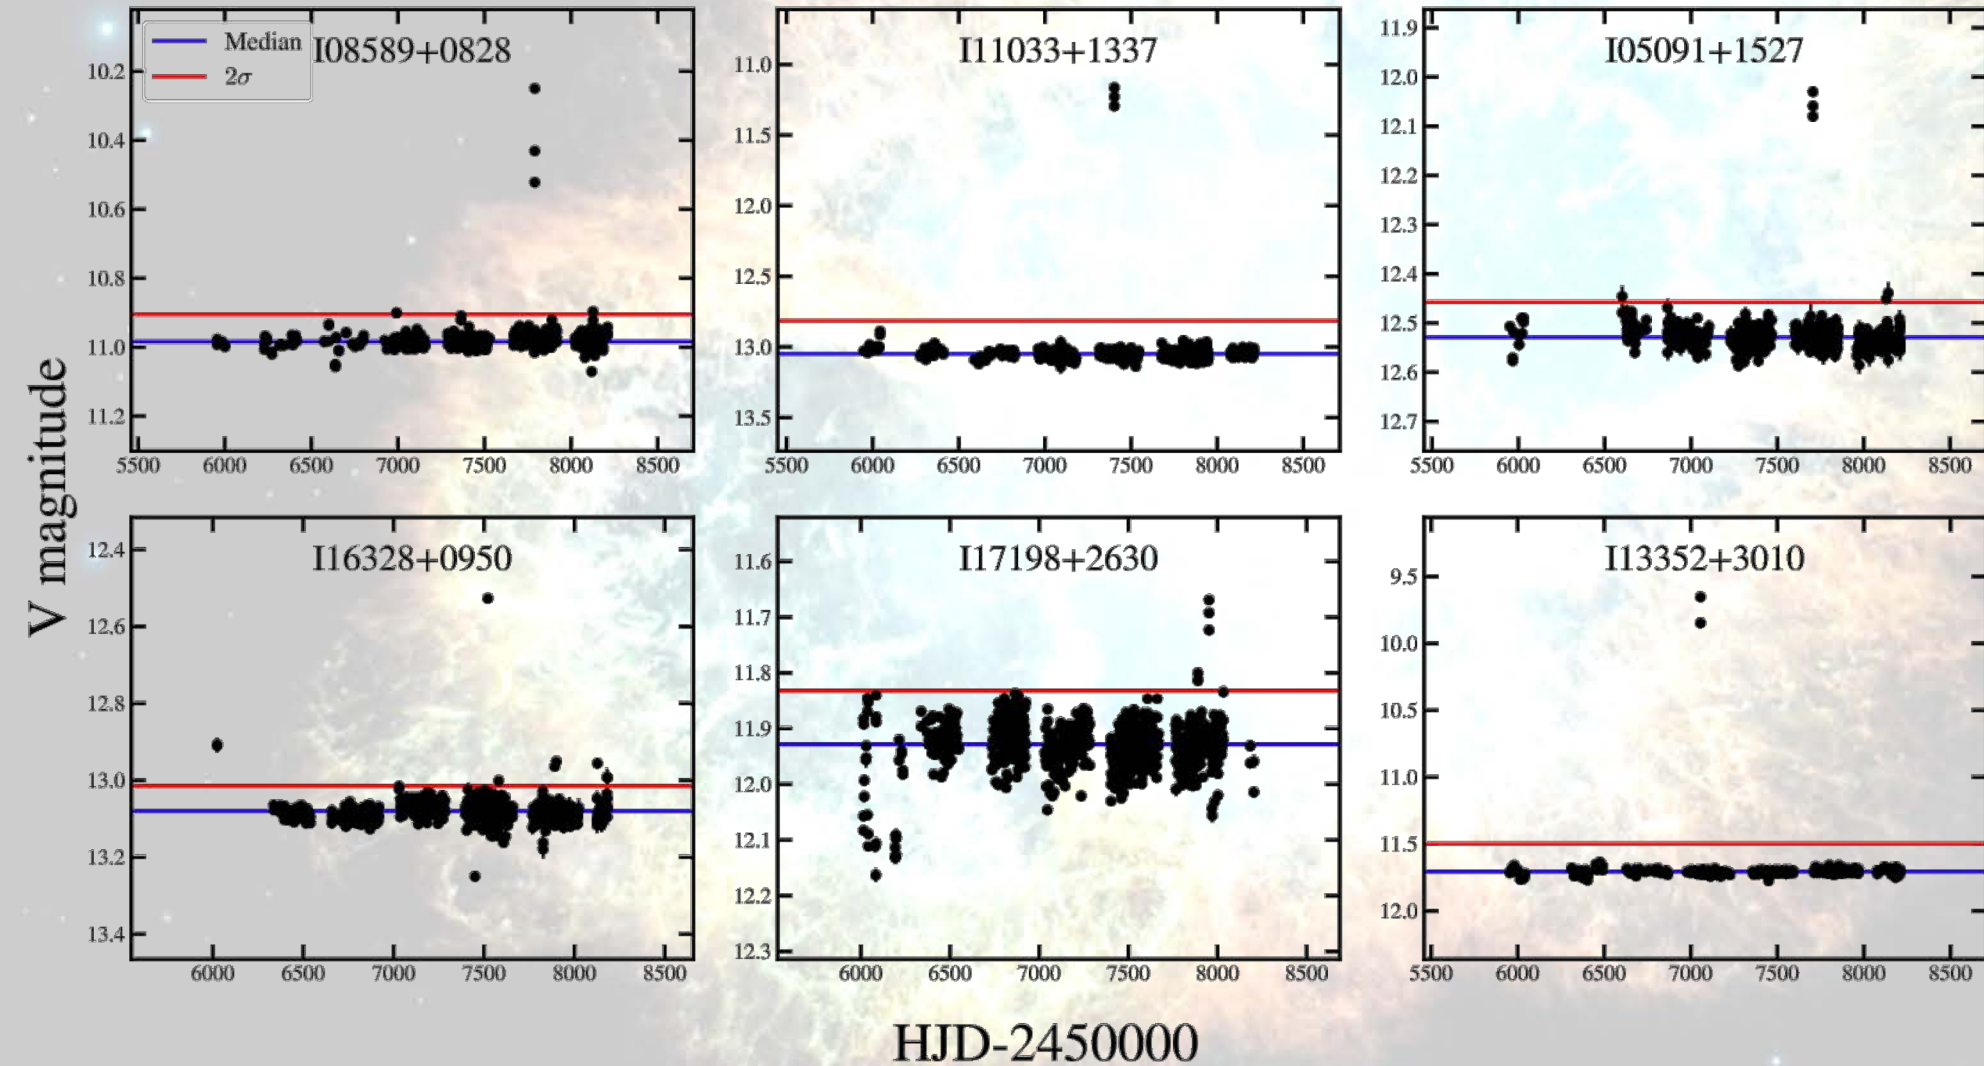 Median
2σ
I08589+0828
10.2
10.4
10.6
10.8
11.0
11.2
5500 6000 6500 7000 7500 8000 8500
I11033+1337
11.0
11.5
12.0
12.5
13.0
13.5
5500 6000 6500 7000 7500 8000 8500
I05091+1527
11.9
12.0
12.1
12.2
12.3
12.4
12.5
12.6
12.7
5500 6000 6500 7000 7500 8000 8500
V magnitude
I16328+0950
12.4
12.6
12.8
13.0
13.2
13.4
6000 6500 7000 7500 8000 8500
I17198+2630
11.6
11.7
11.8
11.9
12.0
12.1
12.2
12.3
6000 6500 7000 7500 8000 8500
I13352+3010
9.5
10.0
10.5
11.0
11.5
12.0
5500 6000 6500 7000 7500 8000 8500
HJD-2450000